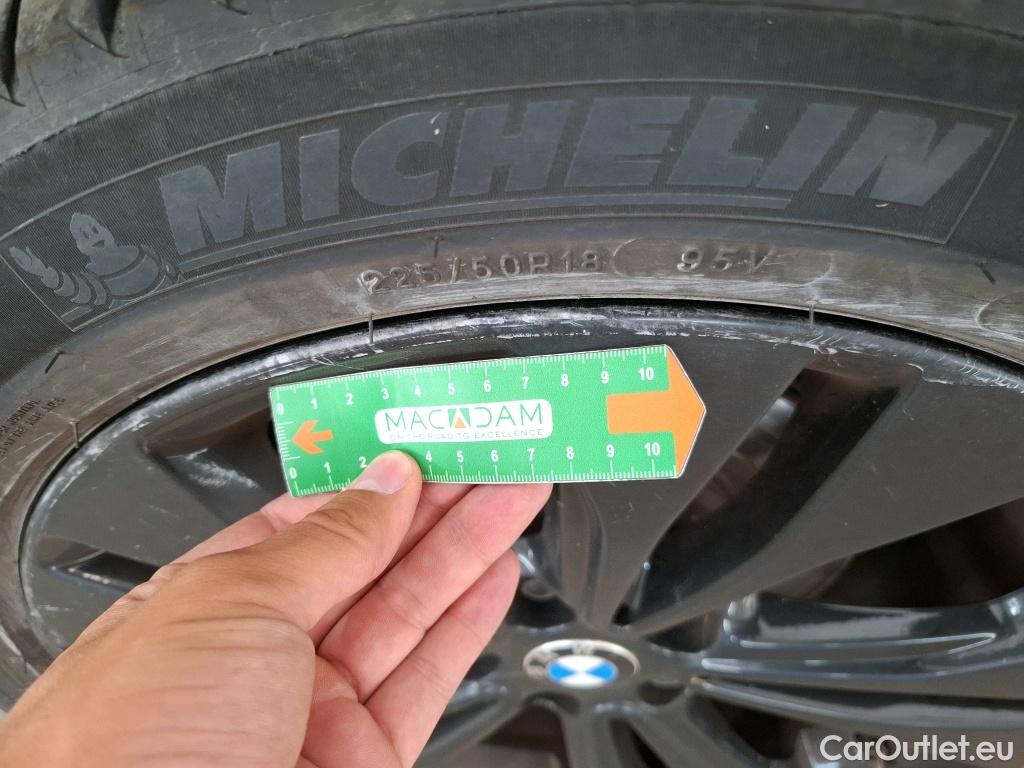 MICHELIN
225/50R18 95V
0 1 2 3 4 5 6 7 8 9 10
MACADAM
ON THE ROAD TO EXCELLENCE
0 1 2 4 5 6 7 8 9 10
BMW
CarOutlet.eu